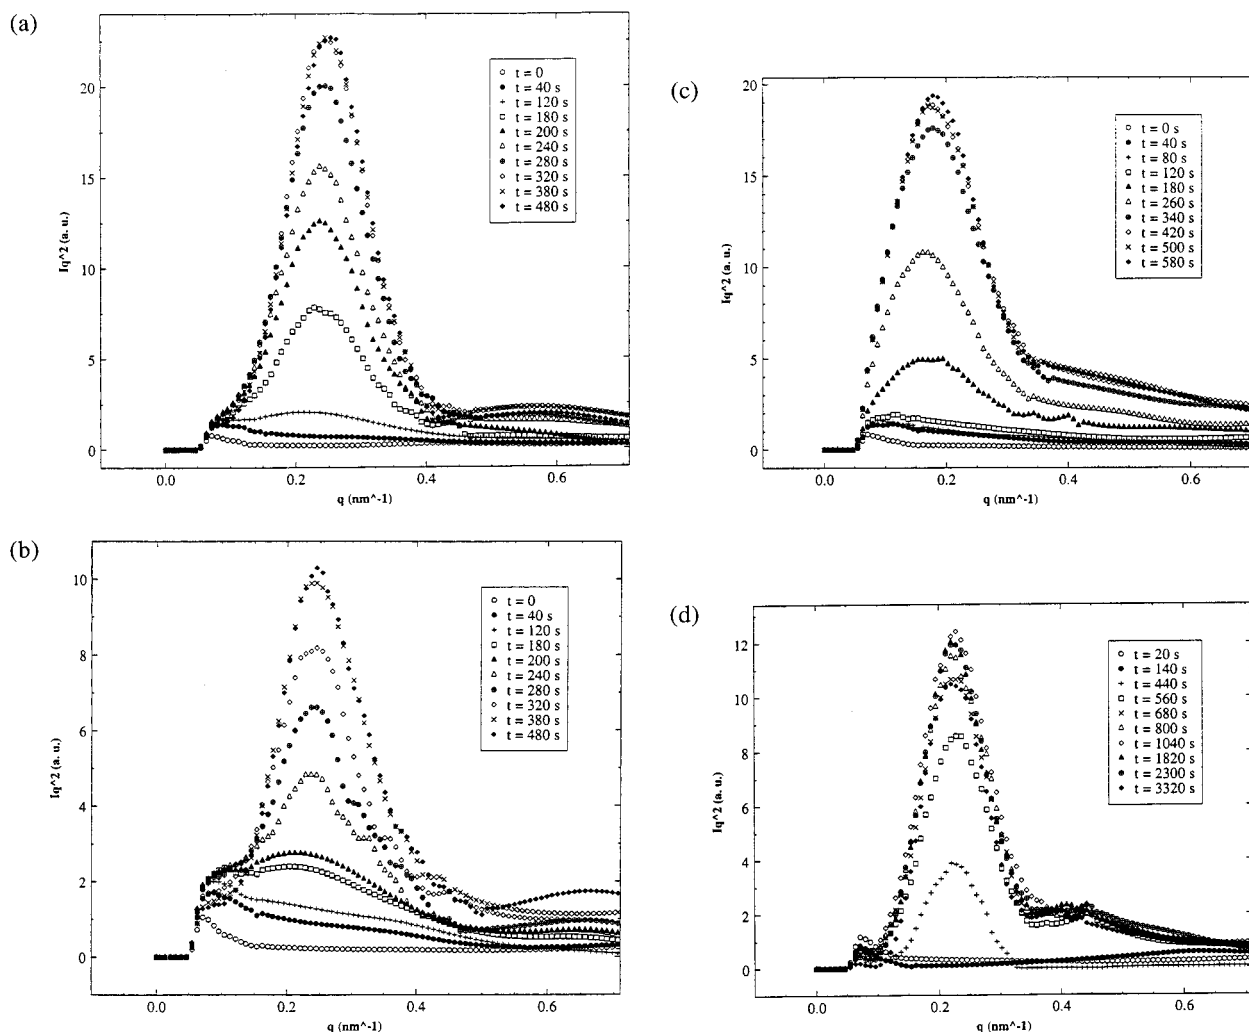 (a)
Iq^2 (a. u.)
20
15
10
5
0
0.0 0.2 0.4 0.6
q (nm^-1)
t = 0
t = 40 s
t = 120 s
t = 180 s
t = 200 s
t = 240 s
t = 280 s
t = 320 s
t = 380 s
t = 480 s
(c)
Iq^2 (a. u.)
20
15
10
5
0
0.0 0.2 0.4 0.6
q (nm^-1)
t = 0 s
t = 40 s
t = 80 s
t = 120 s
t = 180 s
t = 260 s
t = 340 s
t = 420 s
t = 500 s
t = 580 s
(b)
Iq^2 (a. u.)
10
8
6
4
2
0
0.0 0.2 0.4 0.6
q (nm^-1)
t = 0
t = 40 s
t = 120 s
t = 180 s
t = 200 s
t = 240 s
t = 280 s
t = 320 s
t = 380 s
t = 480 s
(d)
Iq^2 (a. u.)
12
10
8
6
4
2
0
0.0 0.2 0.4 0.6
q (nm^-1)
t = 20 s
t = 140 s
t = 440 s
t = 560 s
t = 680 s
t = 800 s
t = 1040 s
t = 1820 s
t = 2300 s
t = 3320 s